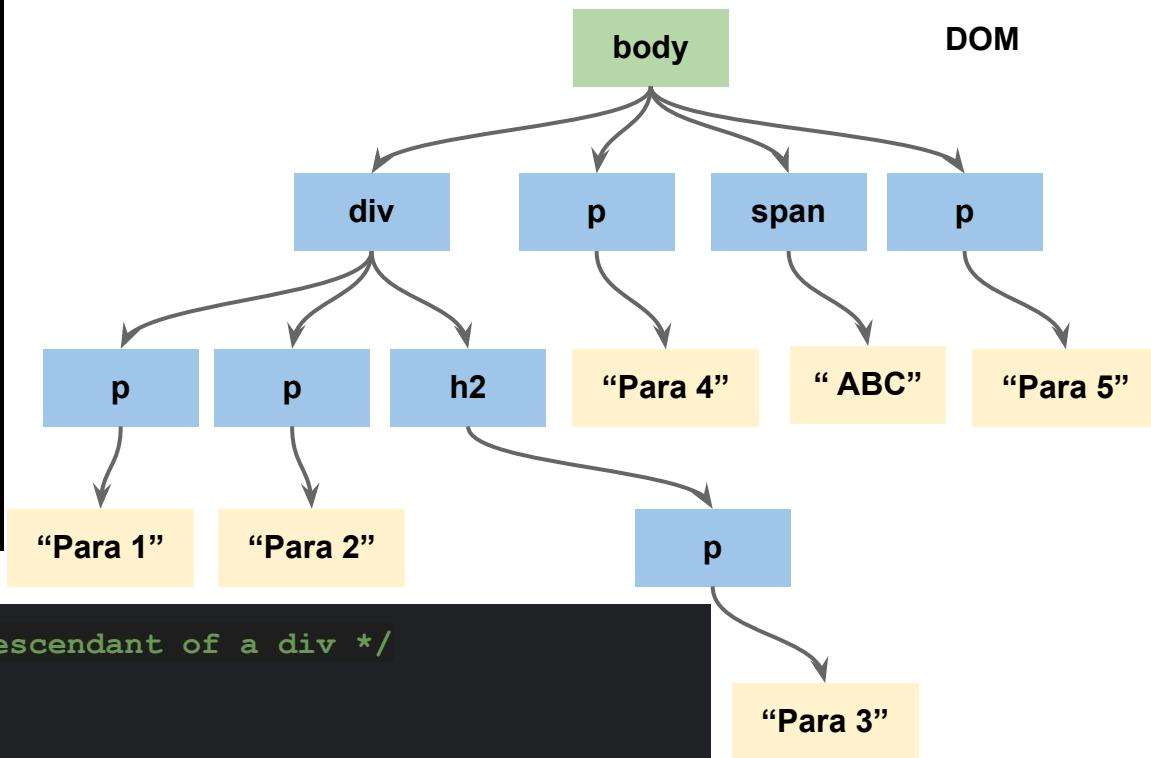 body
DOM
div
p
span
p
p
p
h2
“Para 4”
“ ABC”
“Para 5”
“Para 1”
“Para 2”
p
escendant of a div */
“Para 3”